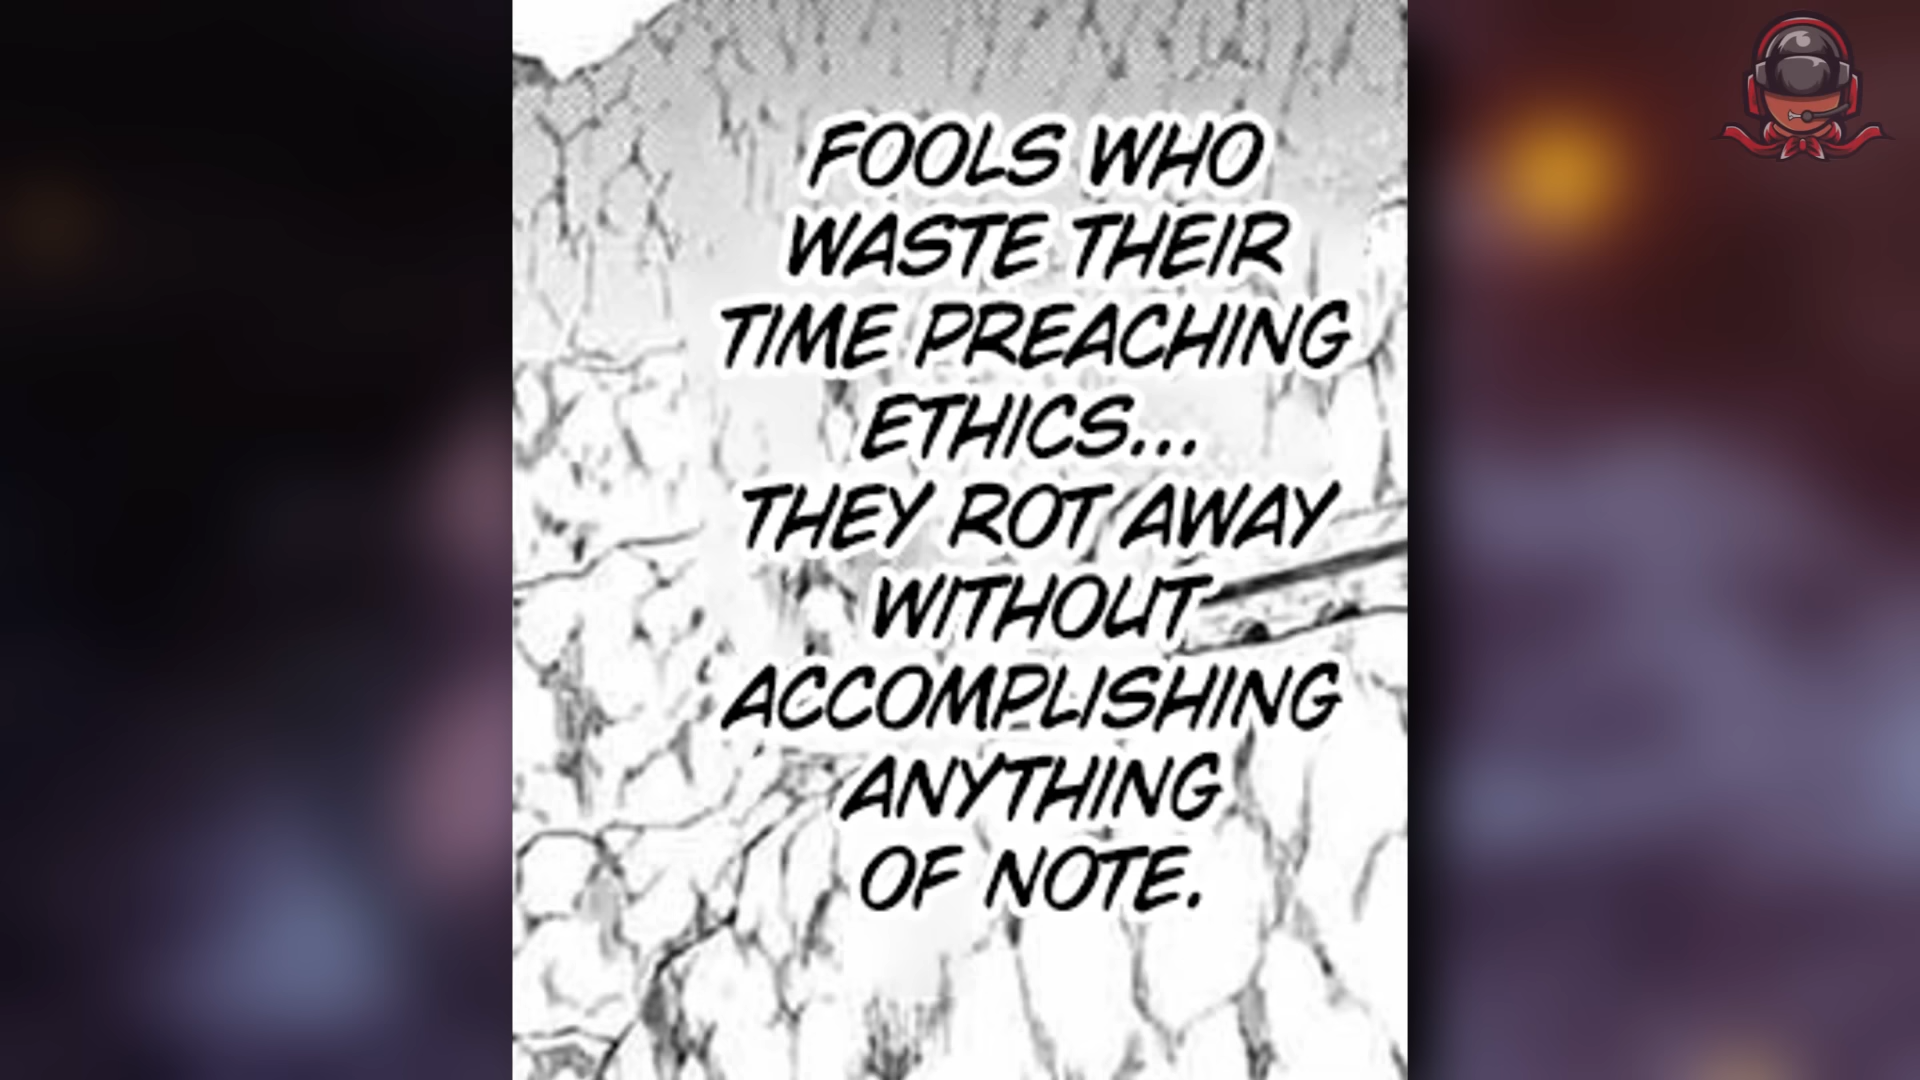 FOOLS WHO
WASTE THEIR
TIME PREACHING
ETHICS...
THEY ROT AWAY
WITHOUT
ACCOMPLISHING
ANYTHING
OF NOTE.